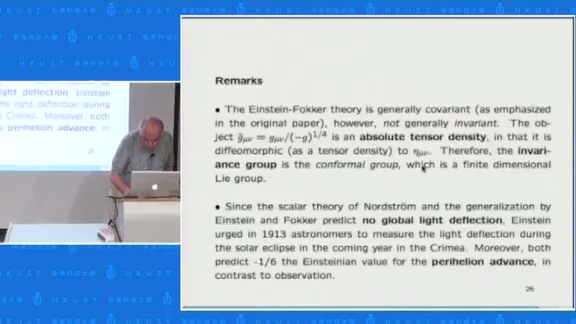 Remarks
• The Einstein-Fokker theory is generally covariant (as emphasized
in the original paper), however, not generally invariant. The ob-
ject g̃μν = gμν/(−g)^1/4 is an absolute tensor density, in that it is
diffeomorphic (as a tensor density) to ημν. Therefore, the invari-
ance group is the conformal group, which is a finite dimensional
Lie group.
• Since the scalar theory of Nordström and the generalization by
Einstein and Fokker predict no global light deflection, Einstein
urged in 1913 astronomers to measure the light deflection during
the solar eclipse in the coming year in the Crimea. Moreover, both
predict -1/6 the Einsteinian value for the perihelion advance, in
contrast to observation.
26
light deflection, Einstein
the light deflection during
the Crimea. Moreover, both
perihelion advance, in
HKUST